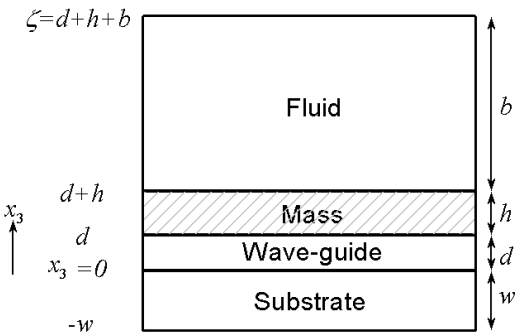 ζ=d+h+b
Fluid
b
d+h
x₃
Mass
h
d
Wave-guide
d
x₃=0
Substrate
w
-w